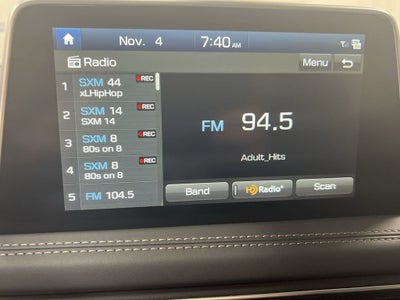 Nov. 4 7:40 AM
Radio Menu
1 SXM 44 REC
xLHipHop
2 SXM 14 REC
SXM 14
3 SXM 8 REC
80s on 8
4 SXM 8 REC
80s on 8
5 FM 104.5
FM 94.5
Adult_Hits
Band HD Radio® Scan